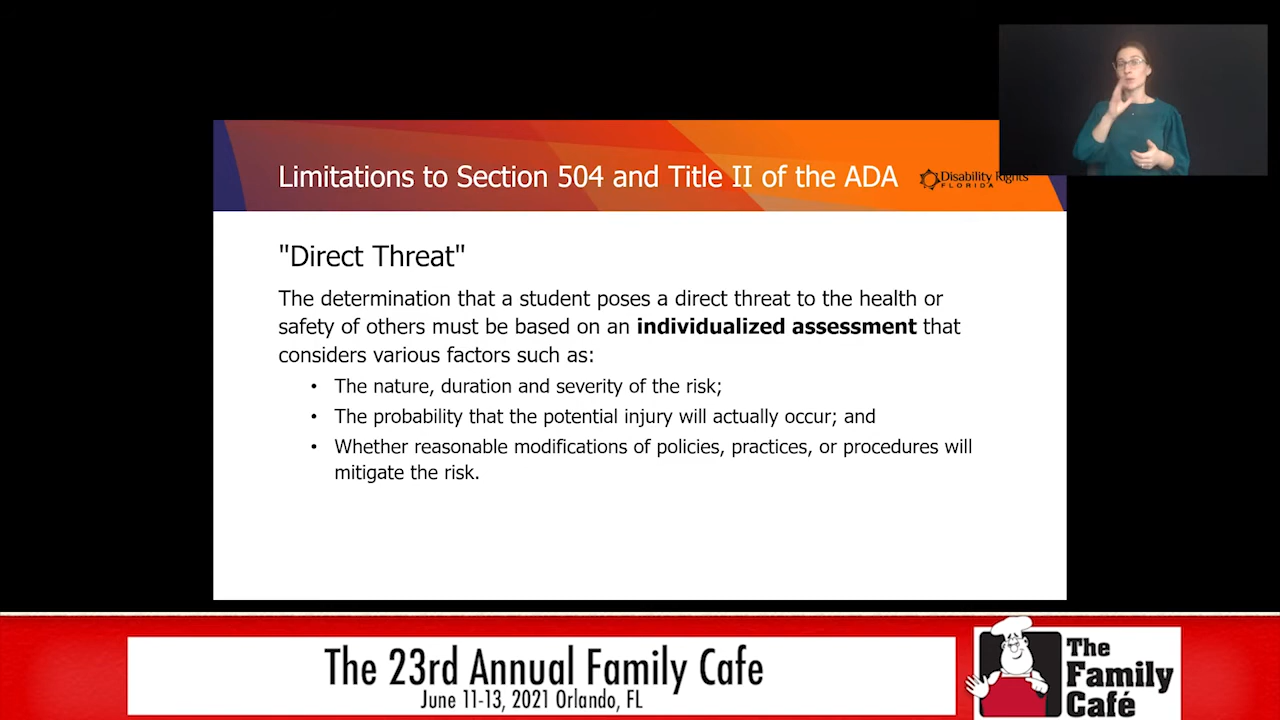 Limitations to Section 504 and Title II of the ADA
Disability Rights
FLORIDA
"Direct Threat"
The determination that a student poses a direct threat to the health or
safety of others must be based on an individualized assessment that
considers various factors such as:
• The nature, duration and severity of the risk;
• The probability that the potential injury will actually occur; and
• Whether reasonable modifications of policies, practices, or procedures will
mitigate the risk.
The 23rd Annual Family Cafe
June 11-13, 2021 Orlando, FL
The
Family
Café